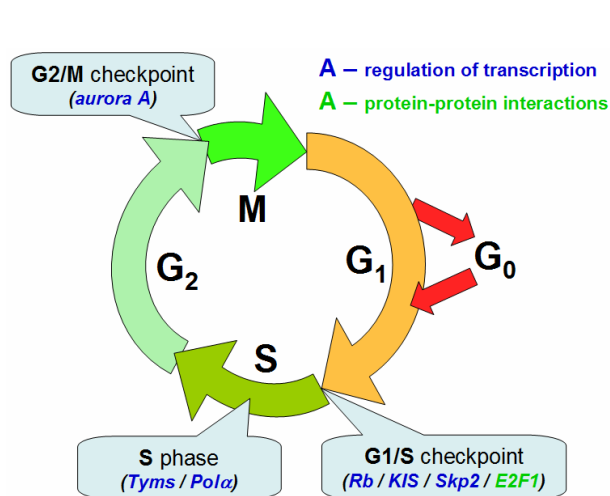 G2/M checkpoint
(aurora A)
A – regulation of transcription
A – protein-protein interactions
M
G₂
G₁
G₀
S
S phase
(Tyms / Polα)
G1/S checkpoint
(Rb / KIS / Skp2 / E2F1)